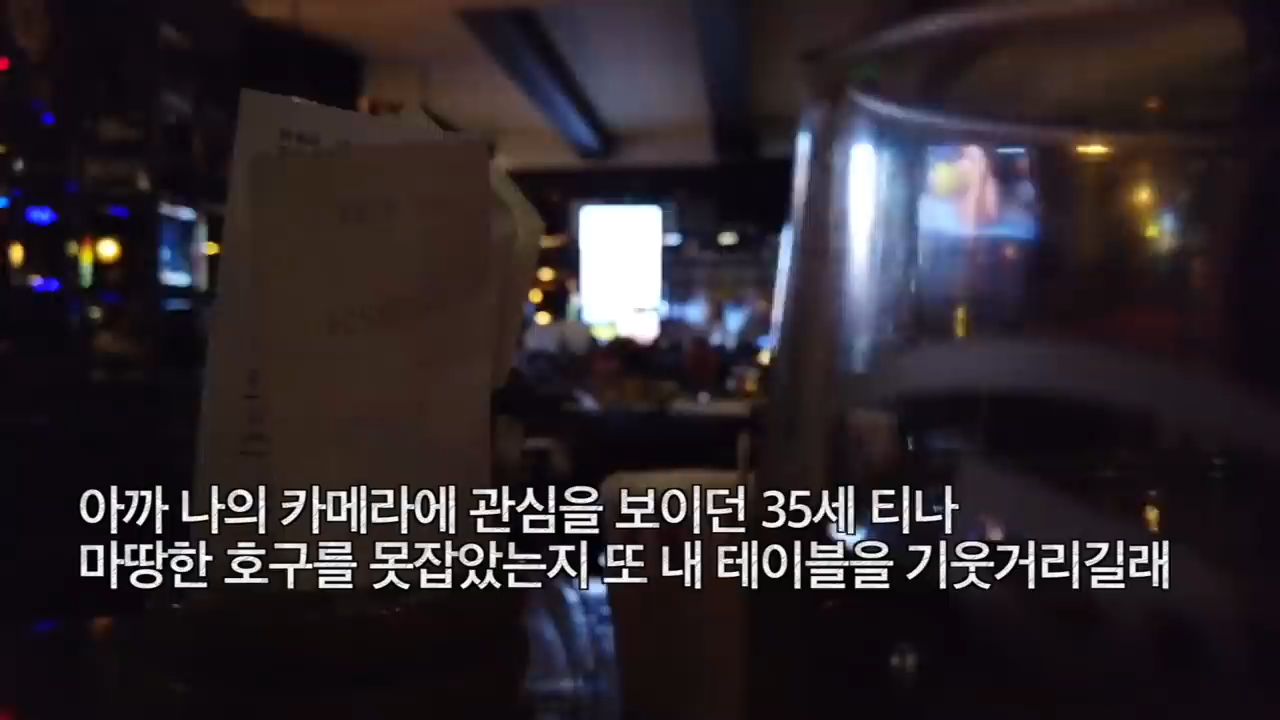 아까 나의 카메라에 관심을 보이던 35세 티나
마땅한 호구를 못잡았는지 또 내 테이블을 기웃거리길래